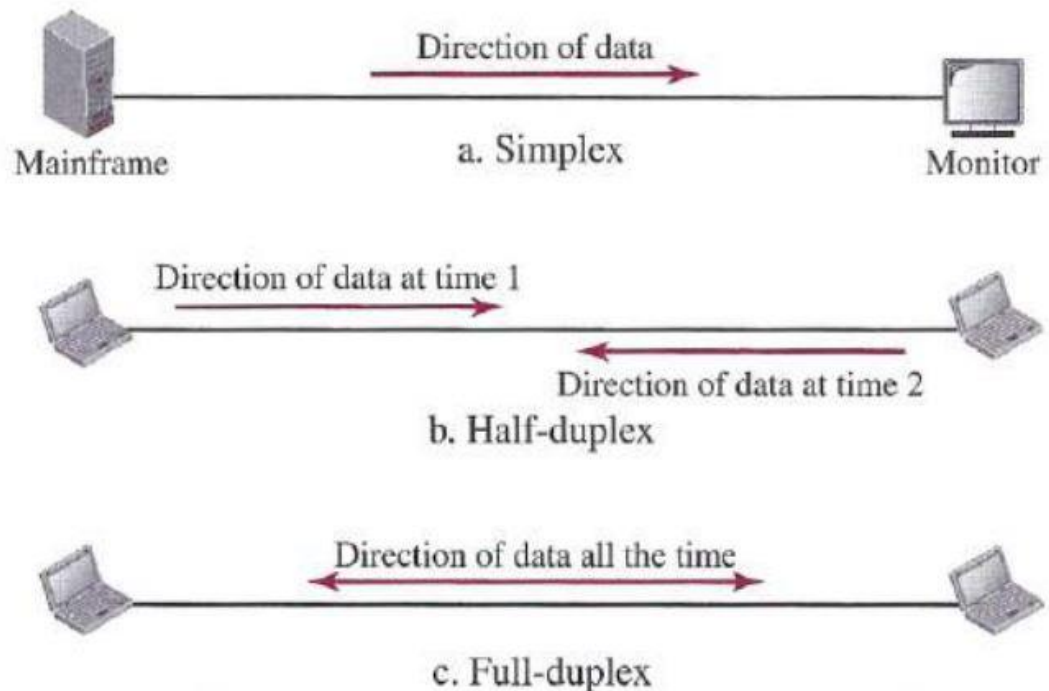 Direction of data
Mainframe
a. Simplex
Monitor
Direction of data at time 1
Direction of data at time 2
b. Half-duplex
Direction of data all the time
c. Full-duplex